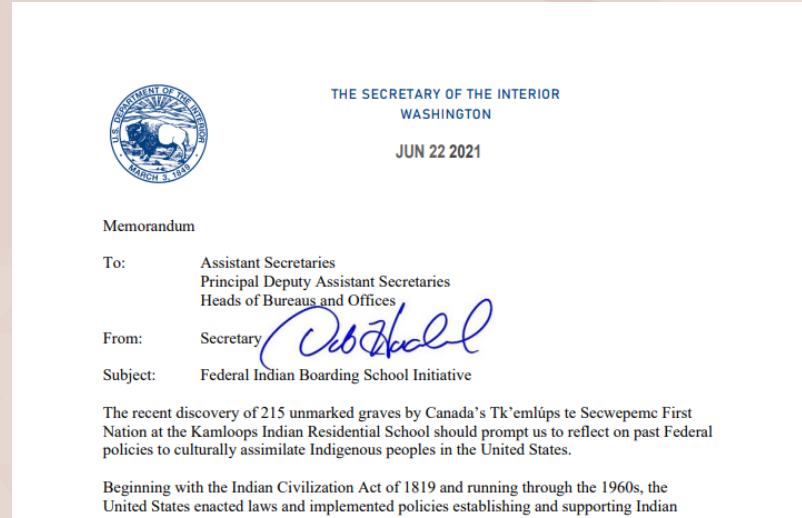 U.S. DEPARTMENT OF THE INTERIOR
MARCH 3, 1849
THE SECRETARY OF THE INTERIOR
WASHINGTON
JUN 22 2021
Memorandum
To: Assistant Secretaries
Principal Deputy Assistant Secretaries
Heads of Bureaus and Offices
From: Secretary Deb Haaland
Subject: Federal Indian Boarding School Initiative
The recent discovery of 215 unmarked graves by Canada’s Tk’emlúps te Secwepemc First
Nation at the Kamloops Indian Residential School should prompt us to reflect on past Federal
policies to culturally assimilate Indigenous peoples in the United States.
Beginning with the Indian Civilization Act of 1819 and running through the 1960s, the
United States enacted laws and implemented policies establishing and supporting Indian